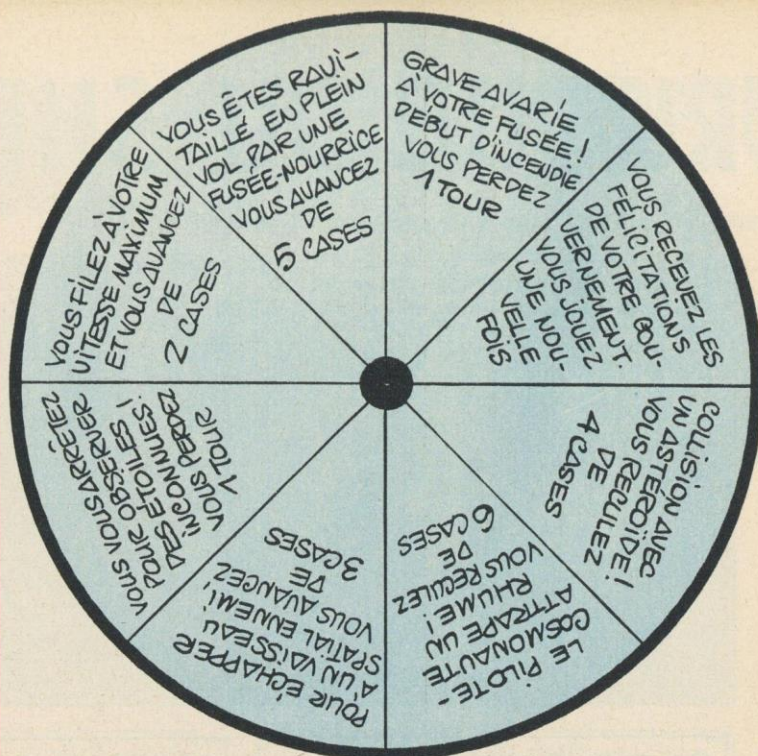 VOUS ÊTES RAVI-
TAILLÉ EN PLEIN
VOL PAR UNE
FUSÉE-NOURRICE
VOUS AVANCEZ
DE
5 CASES
GRAVE AVARIE
À VOTRE FUSÉE!
DÉBUT D'INCENDIE
VOUS PERDEZ
1 TOUR
VOUS RECEVEZ LES
FÉLICITATIONS
DE VOTRE GOU-
VERNEMENT.
VOUS JOUEZ
UNE NOU-
VELLE
FOIS
COLLISION AVEC
UN ASTÉROÏDE!
VOUS RECULEZ
DE
4 CASES
LE PILOTE-
COSMONAUTE
ATTRAPE UN
RHUME!
VOUS RECULEZ
DE
6 CASES
POUR ÉCHAPPER
À UN VAISSEAU
SPATIAL ENNEMI
VOUS AVANCEZ
DE
3 CASES
VOUS VOUS ARRÊTEZ
POUR OBSERVER
DES ÉTOILES
INCONNUES!
VOUS PERDEZ
1 TOUR
VOUS FILEZ À VOTRE
VITESSE MAXIMUM
ET VOUS AVANCEZ
DE
2 CASES